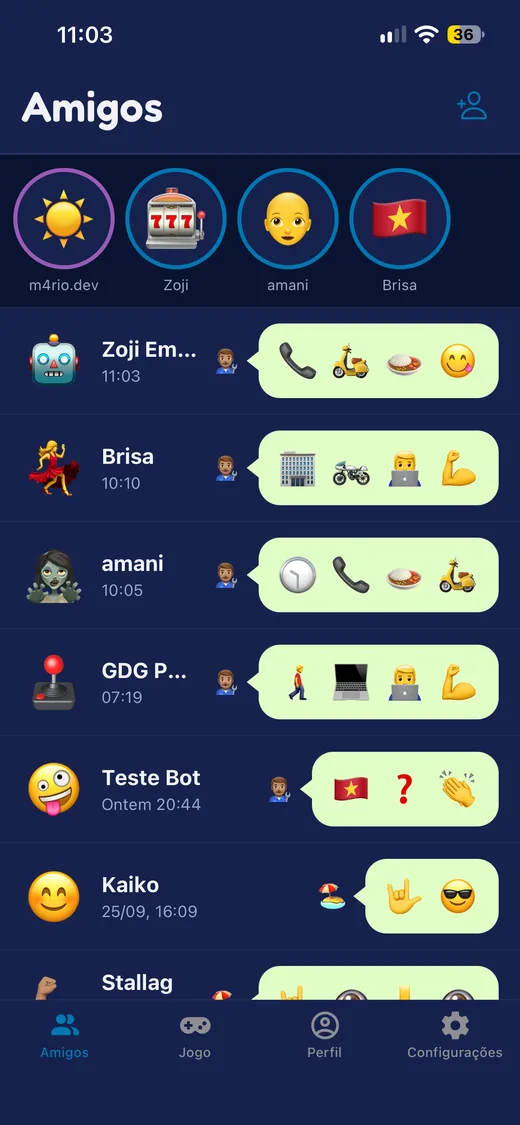 11:03
36
Amigos
m4rio.dev
Zoji
amani
Brisa
Zoji Em...
11:03
Brisa
10:10
amani
10:05
GDG P...
07:19
Teste Bot
Ontem 20:44
Kaiko
25/09, 16:09
Stallag
Amigos
Jogo
Perfil
Configurações